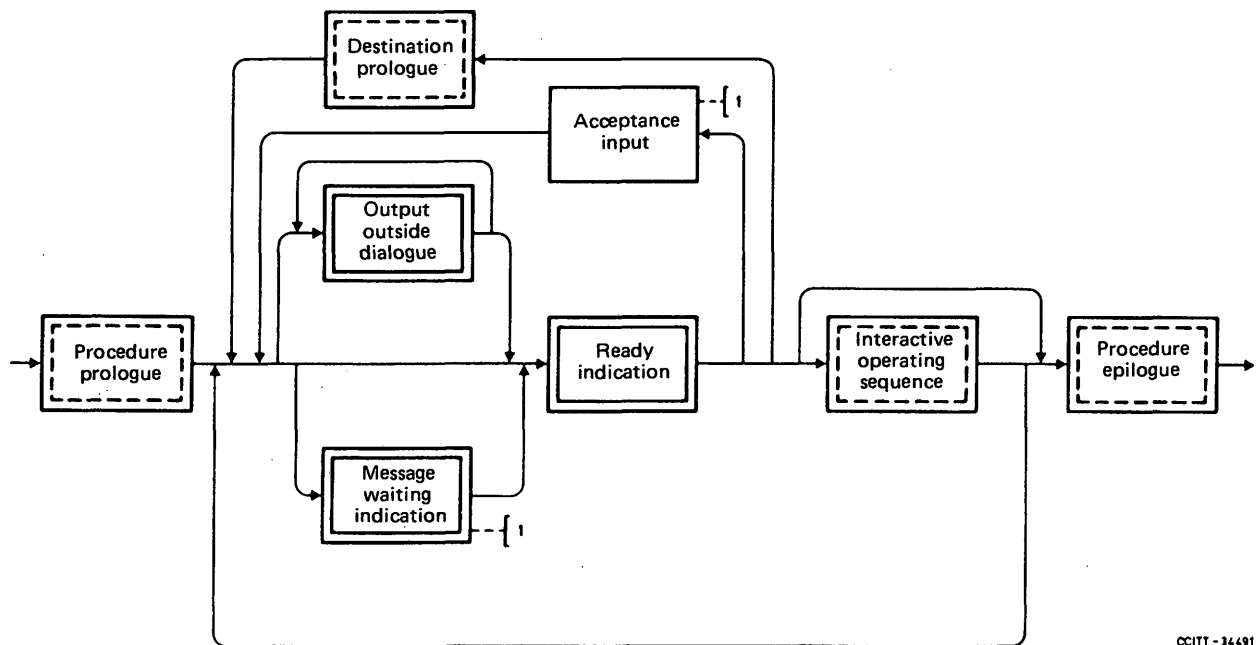 Destination
prologue
1
Acceptance
input
Output
outside
dialogue
Procedure
prologue
Ready
indication
Interactive
operating
sequence
Procedure
epilogue
Message
waiting
indication
1
CCITT - 34491